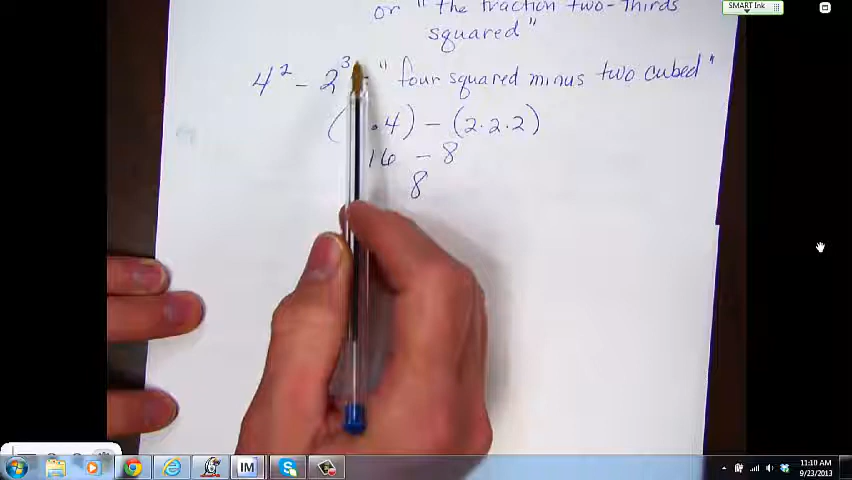 SMART Ink
or " the fraction two-thirds
squared "
4² - 2³ " four squared minus two cubed "
( · 4 ) - ( 2 · 2 · 2 )
16 - 8
8
IM
11:10 AM
9/23/2013